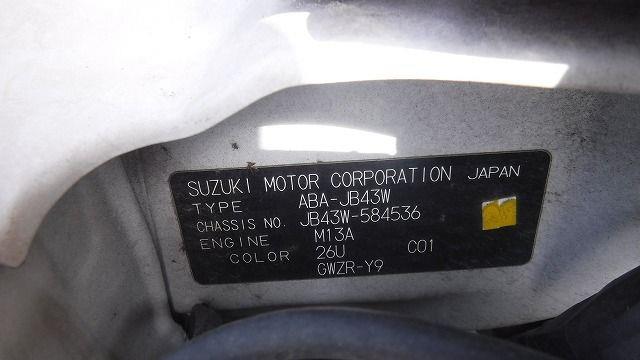 SUZUKI MOTOR CORPORATION JAPAN
TYPE ABA-JB43W
CHASSIS NO. JB43W-584536
ENGINE M13A
COLOR 26U C01
GWZR-Y9